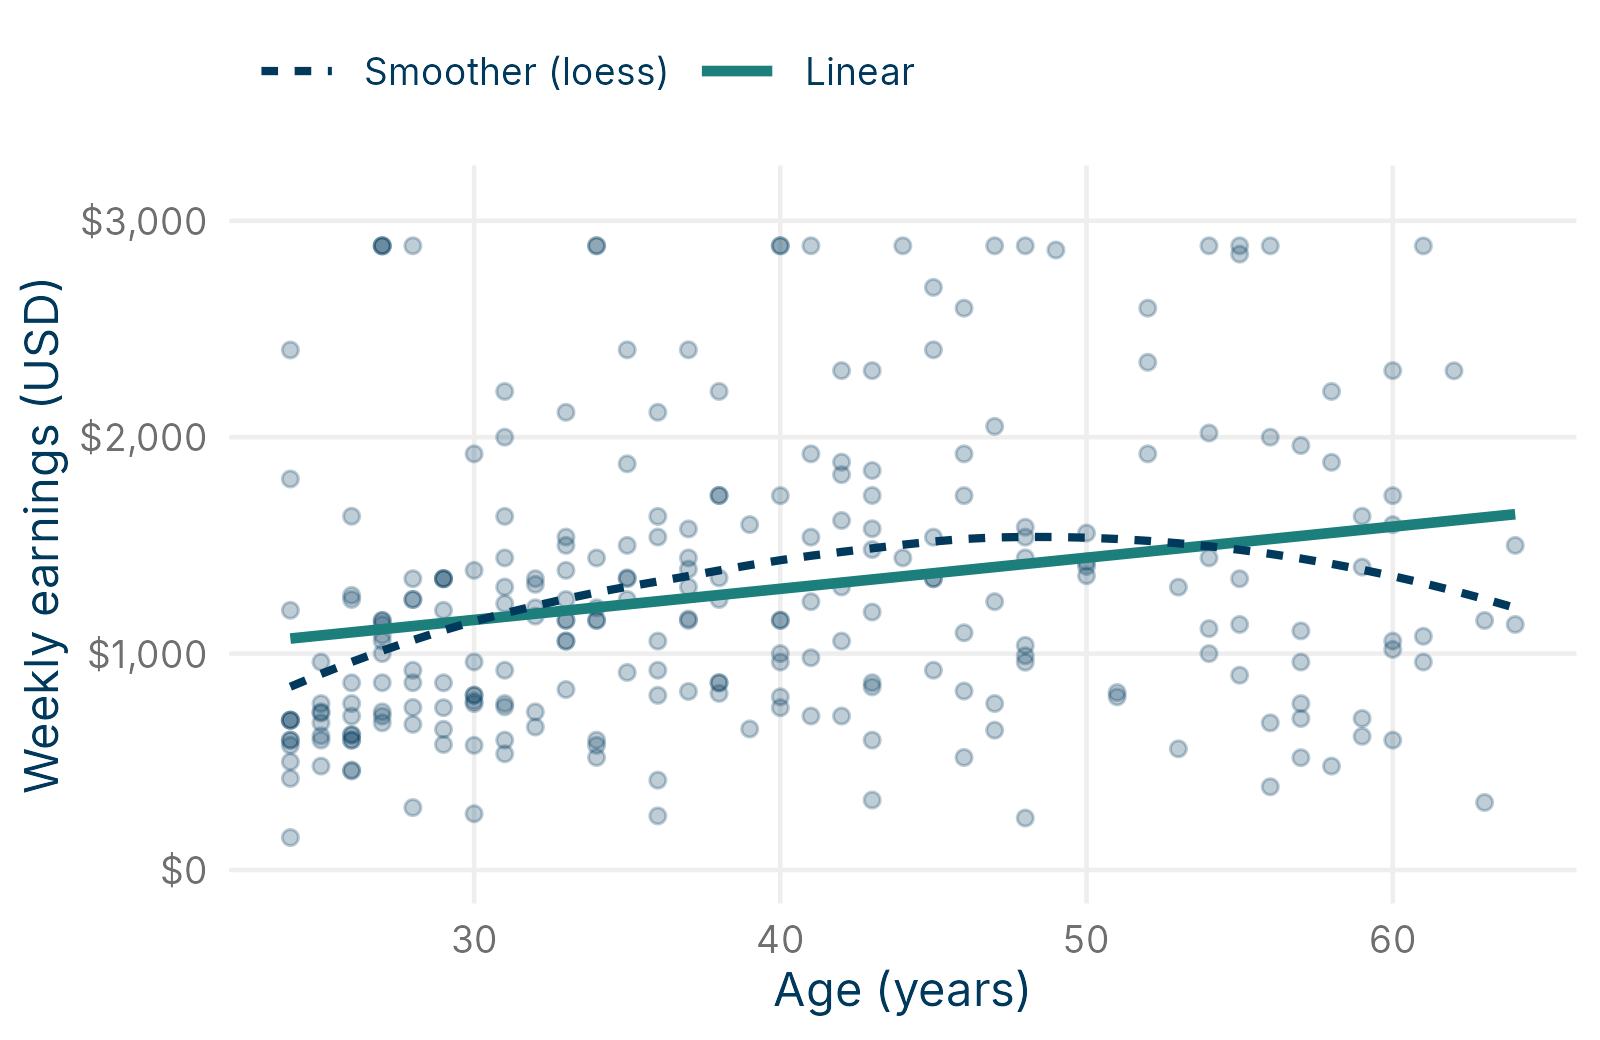 Smoother (loess) Linear
Weekly earnings (USD)
$3,000
$2,000
$1,000
$0
30 40 50 60
Age (years)